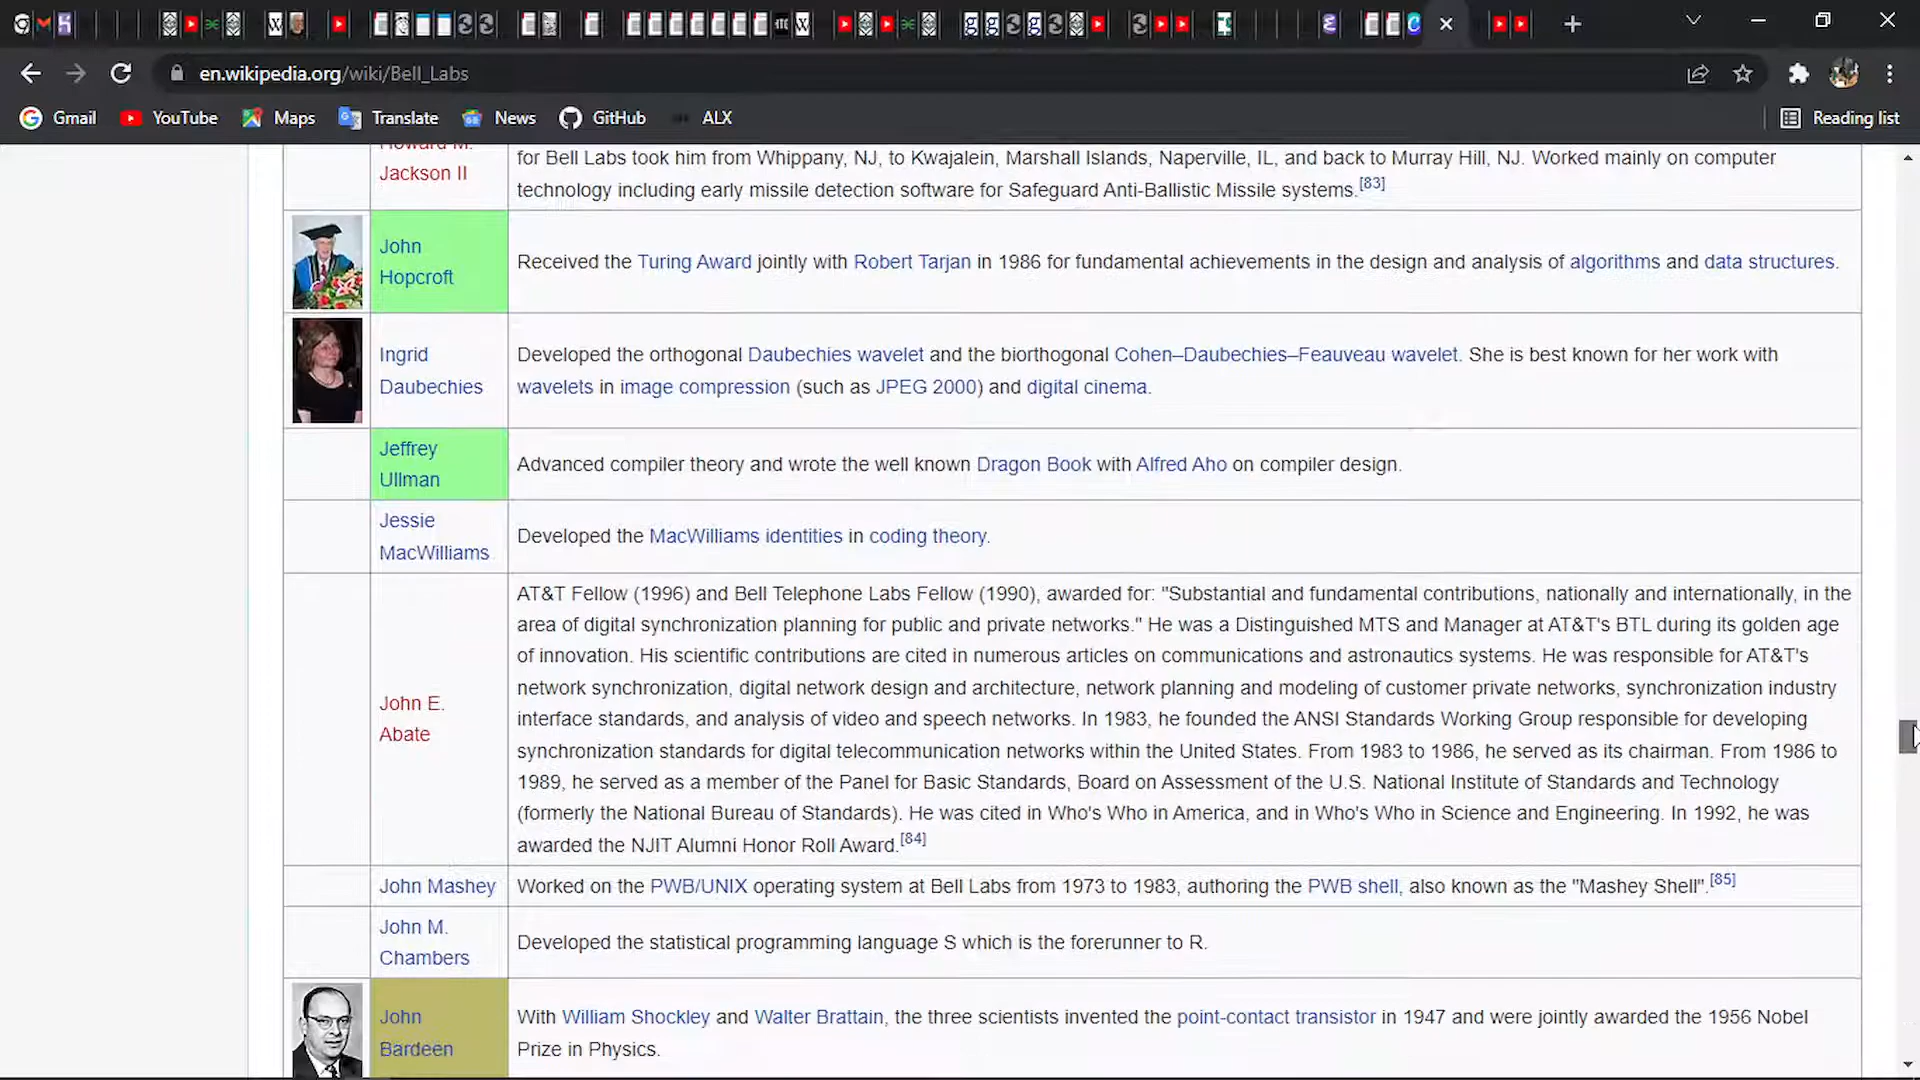 en.wikipedia.org/wiki/Bell_Labs
Gmail YouTube Maps Translate News GitHub ALX Reading list
Howard M.
Jackson II
for Bell Labs took him from Whippany, NJ, to Kwajalein, Marshall Islands, Naperville, IL, and back to Murray Hill, NJ. Worked mainly on computer
technology including early missile detection software for Safeguard Anti-Ballistic Missile systems.[83]
John
Hopcroft
Received the Turing Award jointly with Robert Tarjan in 1986 for fundamental achievements in the design and analysis of algorithms and data structures.
Ingrid
Daubechies
Developed the orthogonal Daubechies wavelet and the biorthogonal Cohen–Daubechies–Feauveau wavelet. She is best known for her work with
wavelets in image compression (such as JPEG 2000) and digital cinema.
Jeffrey
Ullman
Advanced compiler theory and wrote the well known Dragon Book with Alfred Aho on compiler design.
Jessie
MacWilliams
Developed the MacWilliams identities in coding theory.
John E.
Abate
AT&T Fellow (1996) and Bell Telephone Labs Fellow (1990), awarded for: "Substantial and fundamental contributions, nationally and internationally, in the
area of digital synchronization planning for public and private networks." He was a Distinguished MTS and Manager at AT&T's BTL during its golden age
of innovation. His scientific contributions are cited in numerous articles on communications and astronautics systems. He was responsible for AT&T's
network synchronization, digital network design and architecture, network planning and modeling of customer private networks, synchronization industry
interface standards, and analysis of video and speech networks. In 1983, he founded the ANSI Standards Working Group responsible for developing
synchronization standards for digital telecommunication networks within the United States. From 1983 to 1986, he served as its chairman. From 1986 to
1989, he served as a member of the Panel for Basic Standards, Board on Assessment of the U.S. National Institute of Standards and Technology
(formerly the National Bureau of Standards). He was cited in Who's Who in America, and in Who's Who in Science and Engineering. In 1992, he was
awarded the NJIT Alumni Honor Roll Award.[84]
John Mashey
Worked on the PWB/UNIX operating system at Bell Labs from 1973 to 1983, authoring the PWB shell, also known as the "Mashey Shell".[85]
John M.
Chambers
Developed the statistical programming language S which is the forerunner to R.
John
Bardeen
With William Shockley and Walter Brattain, the three scientists invented the point-contact transistor in 1947 and were jointly awarded the 1956 Nobel
Prize in Physics.